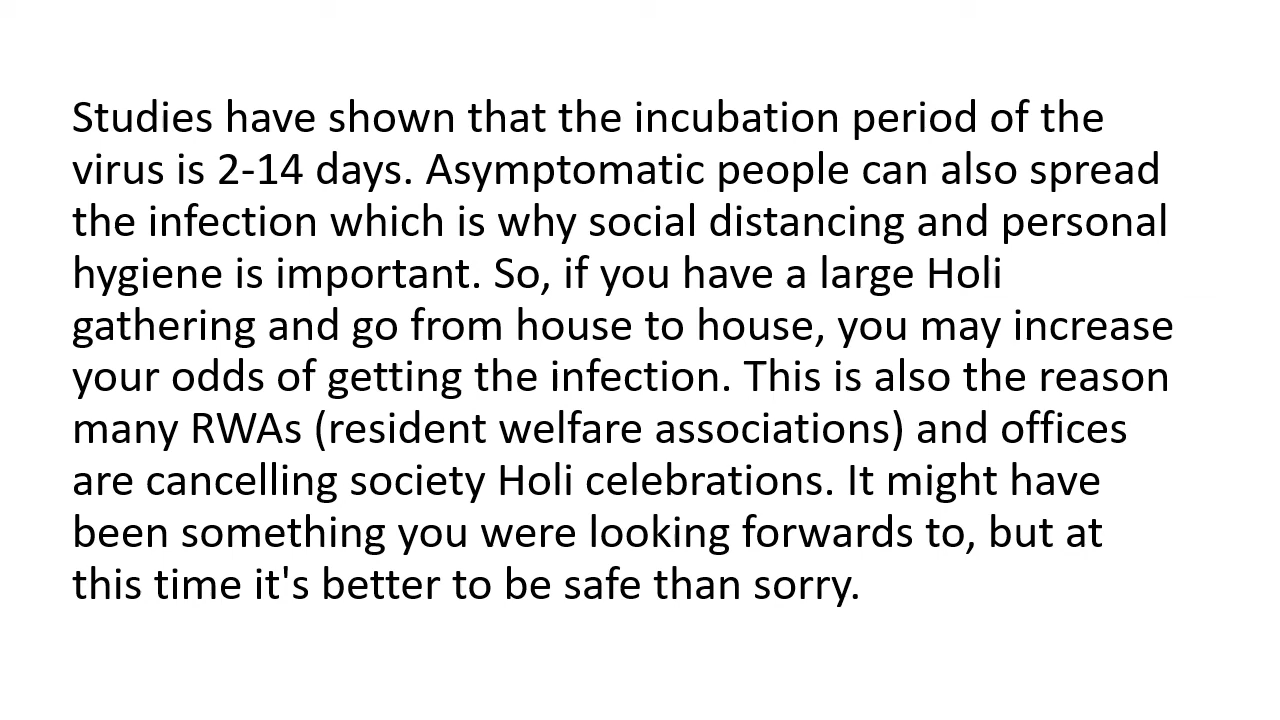 Studies have shown that the incubation period of the
virus is 2-14 days. Asymptomatic people can also spread
the infection which is why social distancing and personal
hygiene is important. So, if you have a large Holi
gathering and go from house to house, you may increase
your odds of getting the infection. This is also the reason
many RWAs (resident welfare associations) and offices
are cancelling society Holi celebrations. It might have
been something you were looking forwards to, but at
this time it's better to be safe than sorry.